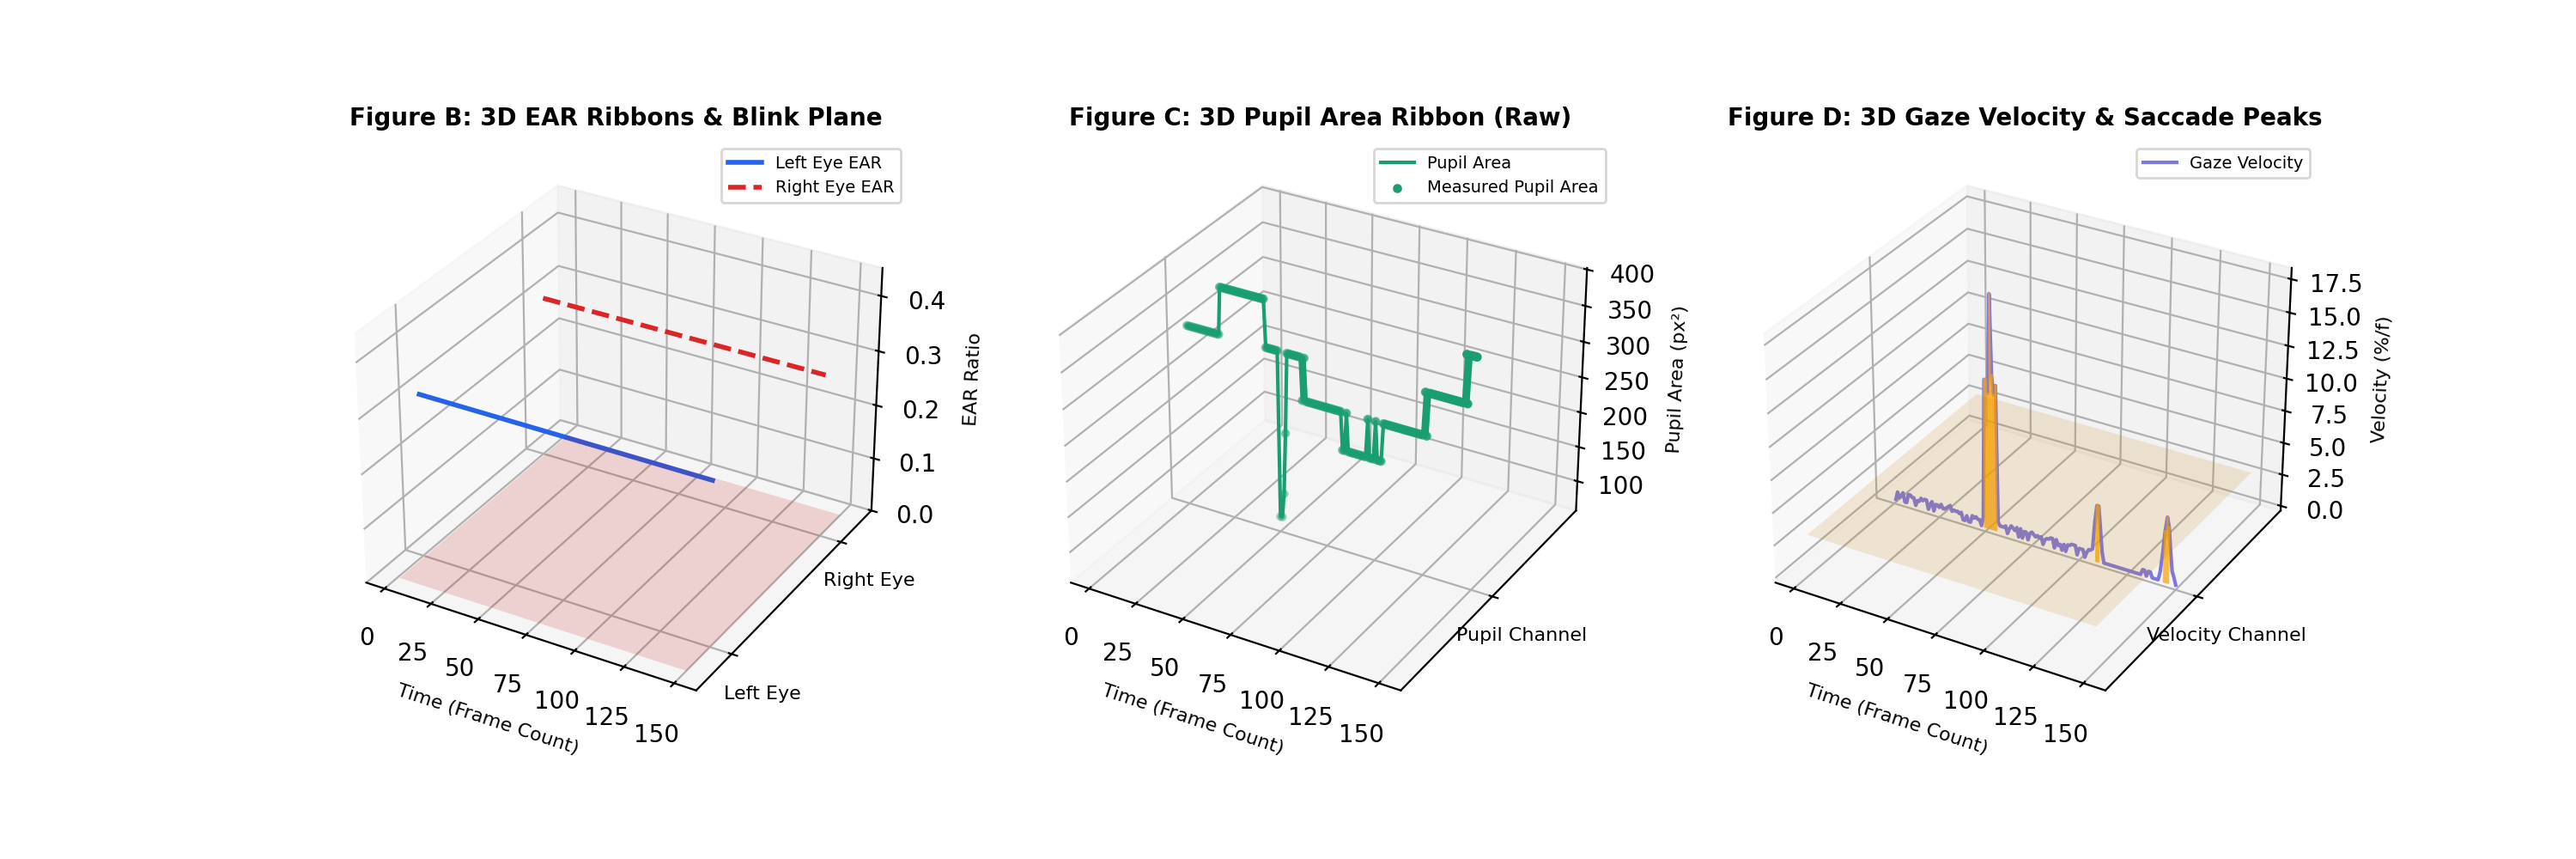 Figure B: 3D EAR Ribbons & Blink Plane
Left Eye EAR
Right Eye EAR
0.4
0.3
0.2
0.1
0.0
EAR Ratio
Right Eye
Left Eye
0
25
50
75
100
125
150
Time (Frame Count)
Figure C: 3D Pupil Area Ribbon (Raw)
Pupil Area
Measured Pupil Area
400
350
300
250
200
150
100
Pupil Area (px²)
Pupil Channel
0
25
50
75
100
125
150
Time (Frame Count)
Figure D: 3D Gaze Velocity & Saccade Peaks
Gaze Velocity
17.5
15.0
12.5
10.0
7.5
5.0
2.5
0.0
Velocity (%/f)
Velocity Channel
0
25
50
75
100
125
150
Time (Frame Count)